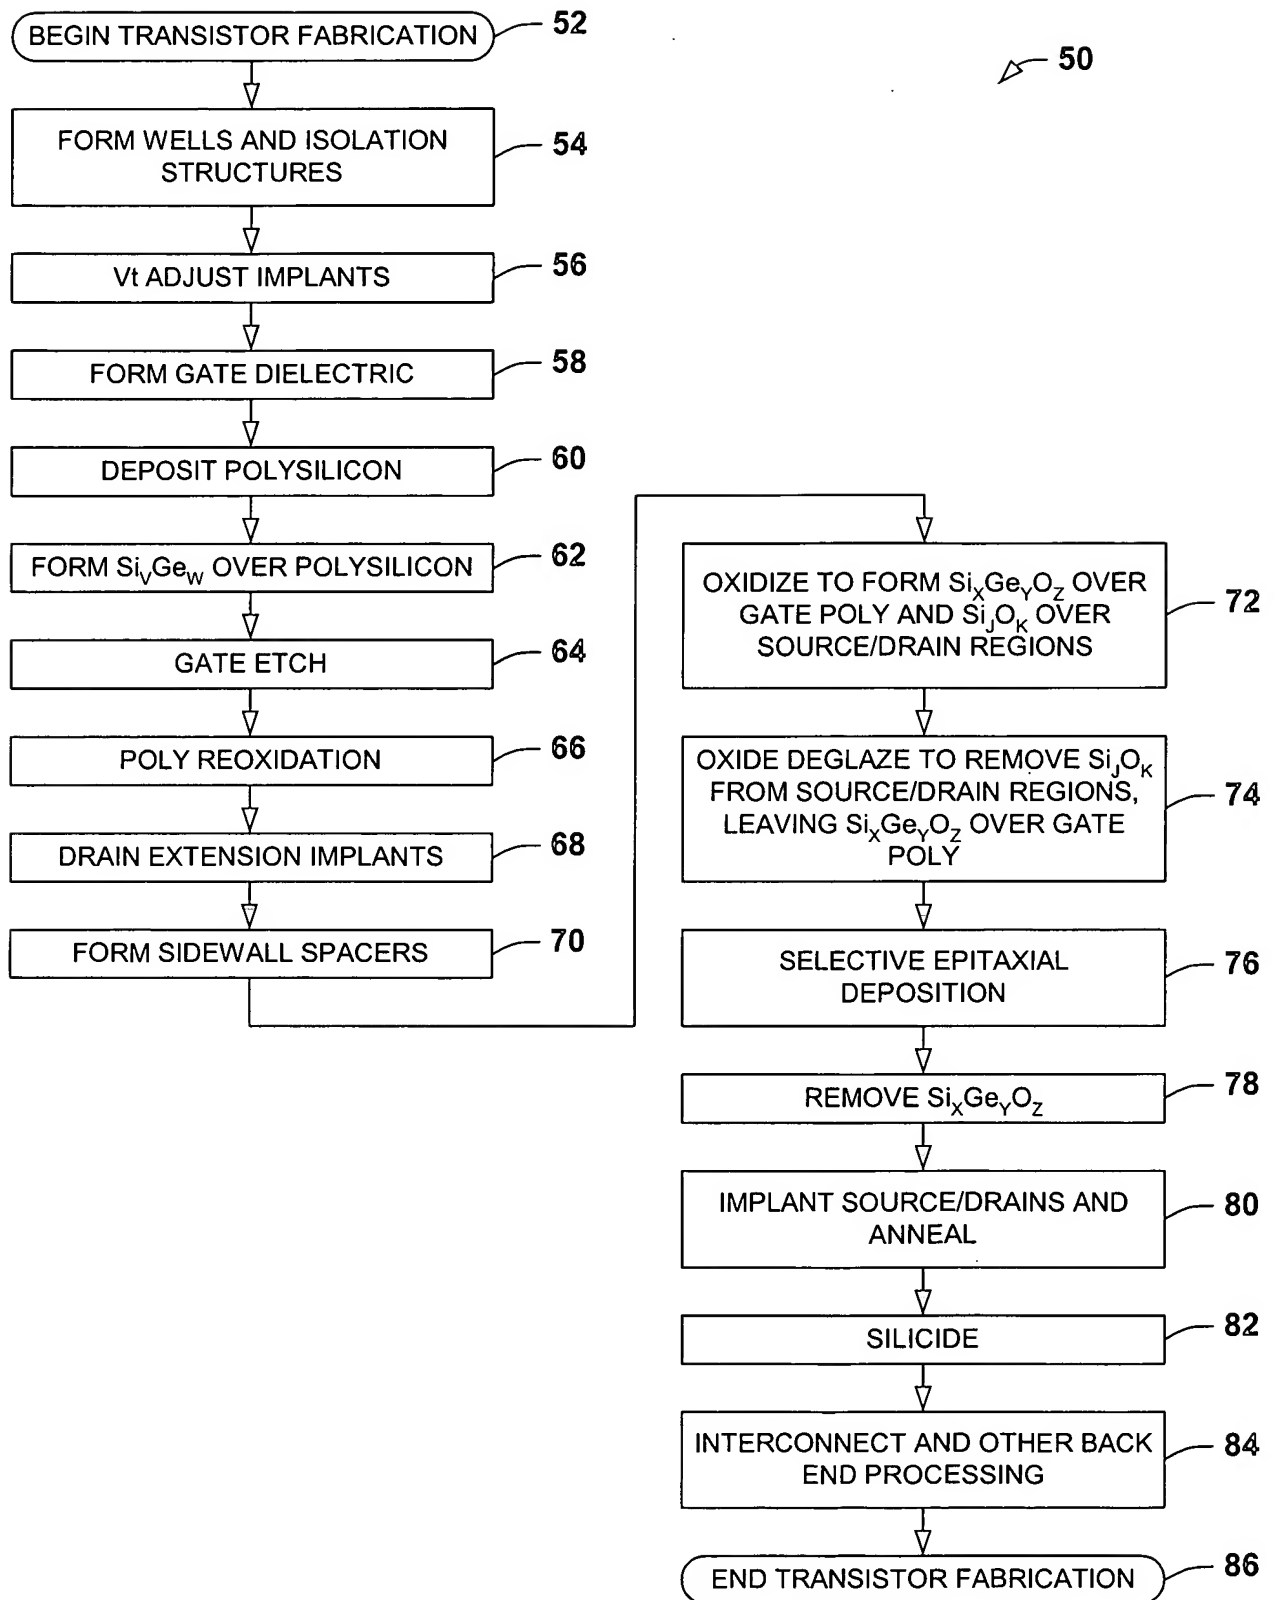 BEGIN TRANSISTOR FABRICATION
52
50
FORM WELLS AND ISOLATION
STRUCTURES
54
Vt ADJUST IMPLANTS
56
FORM GATE DIELECTRIC
58
DEPOSIT POLYSILICON
60
FORM SiVGeW OVER POLYSILICON
62
GATE ETCH
64
POLY REOXIDATION
66
DRAIN EXTENSION IMPLANTS
68
FORM SIDEWALL SPACERS
70
OXIDIZE TO FORM SiXGeYOZ OVER
GATE POLY AND SiJOK OVER
SOURCE/DRAIN REGIONS
72
OXIDE DEGLAZE TO REMOVE SiJOK
FROM SOURCE/DRAIN REGIONS,
LEAVING SiXGeYOZ OVER GATE
POLY
74
SELECTIVE EPITAXIAL
DEPOSITION
76
REMOVE SiXGeYOZ
78
IMPLANT SOURCE/DRAINS AND
ANNEAL
80
SILICIDE
82
INTERCONNECT AND OTHER BACK
END PROCESSING
84
END TRANSISTOR FABRICATION
86